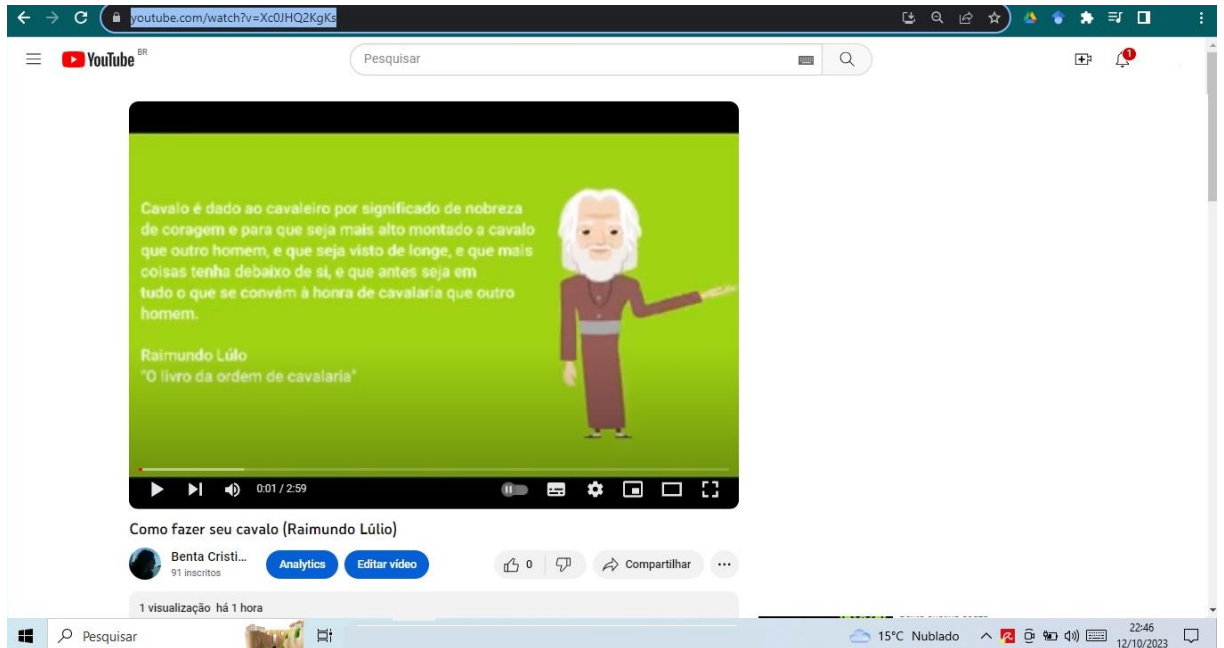 youtube.com/watch?v=Xc0JHQ2KgKs
YouTube BR
Pesquisar
1
Cavalo é dado ao cavaleiro por significado de nobreza
de coragem e para que seja mais alto montado a cavalo
que outro homem, e que seja visto de longe, e que mais
coisas tenha debaixo de si, e que antes seja em
tudo o que se convém à honra de cavalaria que outro
homem.
Raimundo Lúlo
"O livro da ordem de cavalaria"
0:01 / 2:59
Como fazer seu cavalo (Raimundo Lúlio)
Benta Cristi...
91 inscritos
Analytics
Editar vídeo
0
Compartilhar
1 visualização há 1 hora
Pesquisar
15°C Nublado
22:46
12/10/2023